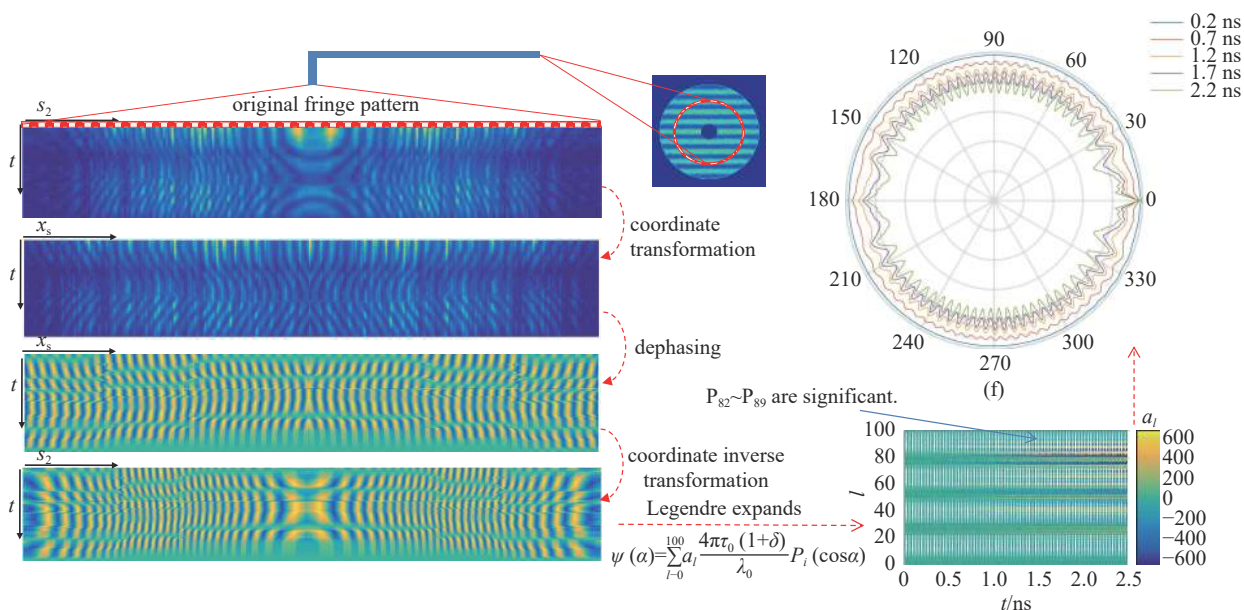 original fringe pattern
s₂
t
coordinate
transformation
xₛ
t
dephasing
xₛ
t
coordinate inverse
transformation
s₂
t
Legendre expands
ψ (α)=∑_{l=0}^{100} a_l 4πτ₀ (1+δ)/λ₀ P_i (cosα)
0.2 ns
0.7 ns
1.2 ns
1.7 ns
2.2 ns
90
120
60
150
30
180
0
210
330
240
300
270
(f)
P₈₂~P₈₉ are significant.
a_l
100
80
60
40
20
0
l
600
400
200
0
−200
−400
−600
0 0.5 1.0 1.5 2.0 2.5
t/ns